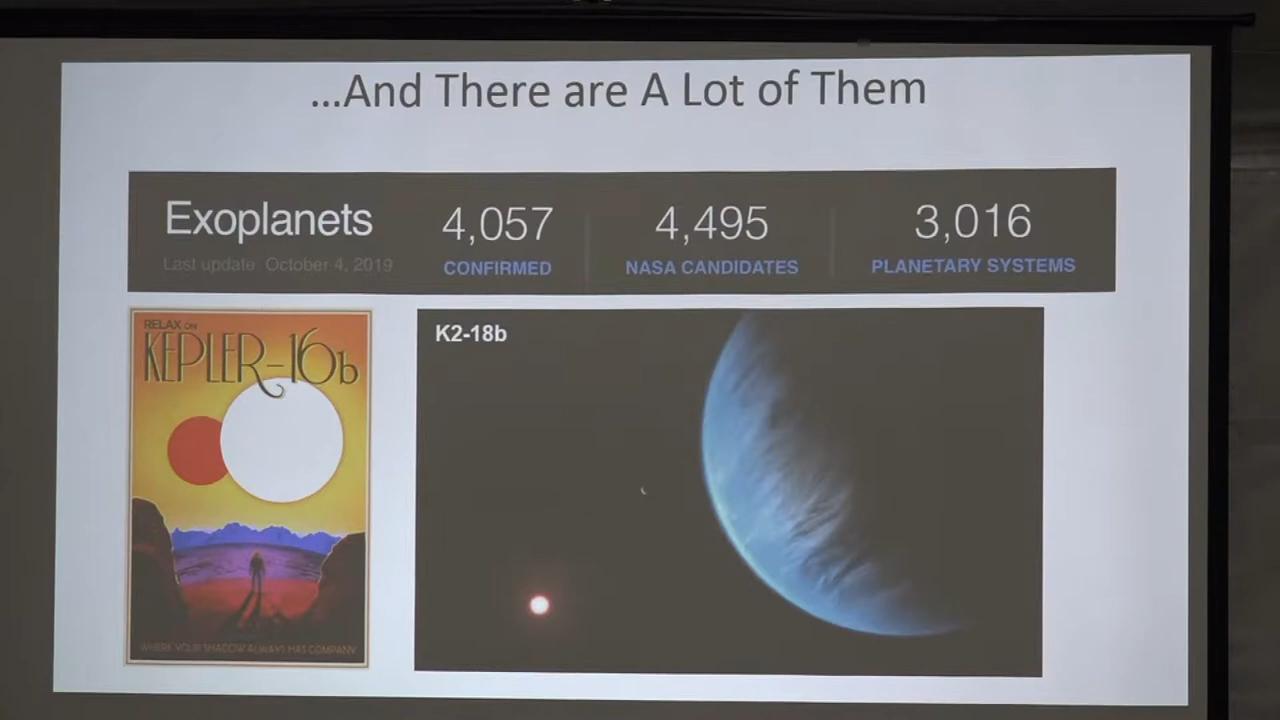 ...And There are A Lot of Them
Exoplanets
Last update October 4, 2019
4,057
CONFIRMED
4,495
NASA CANDIDATES
3,016
PLANETARY SYSTEMS
RELAX ON
KEPLER-16b
WHERE YOUR SHADOW ALWAYS HAS COMPANY
K2-18b